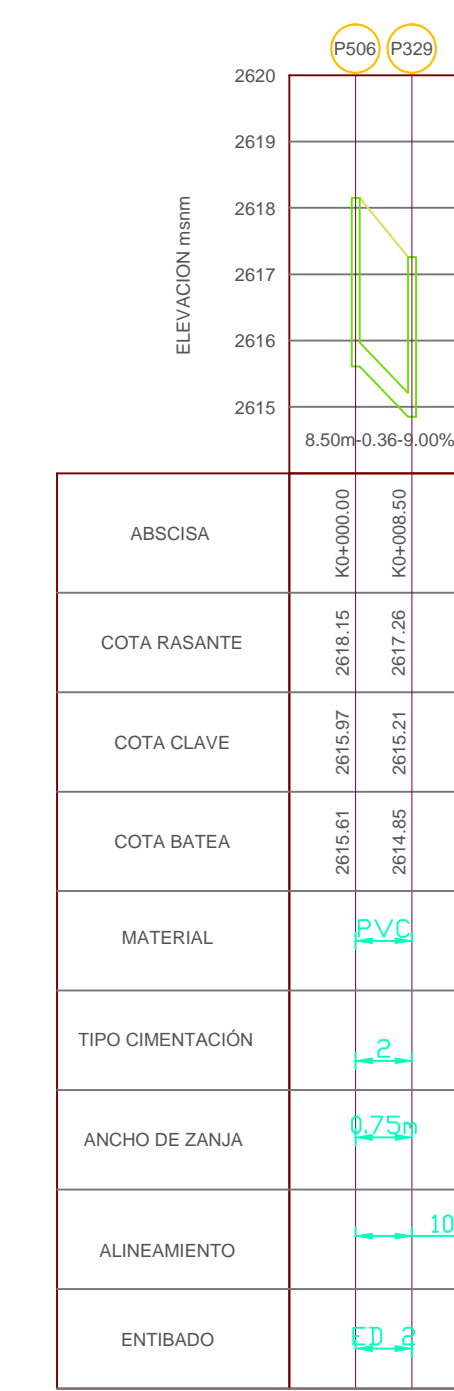 P506 P329
2620
2619
2618
2617
2616
2615
ELEVACION msnm
8.50m-0.36-9.00%
ABSCISA K0+000.00 K0+008.50
COTA RASANTE 2618.15 2617.26
COTA CLAVE 2615.97 2615.21
COTA BATEA 2615.61 2614.85
MATERIAL PVC
TIPO CIMENTACIÓN 2
ANCHO DE ZANJA 0.75m
ALINEAMIENTO 10
ENTIBADO ED 2